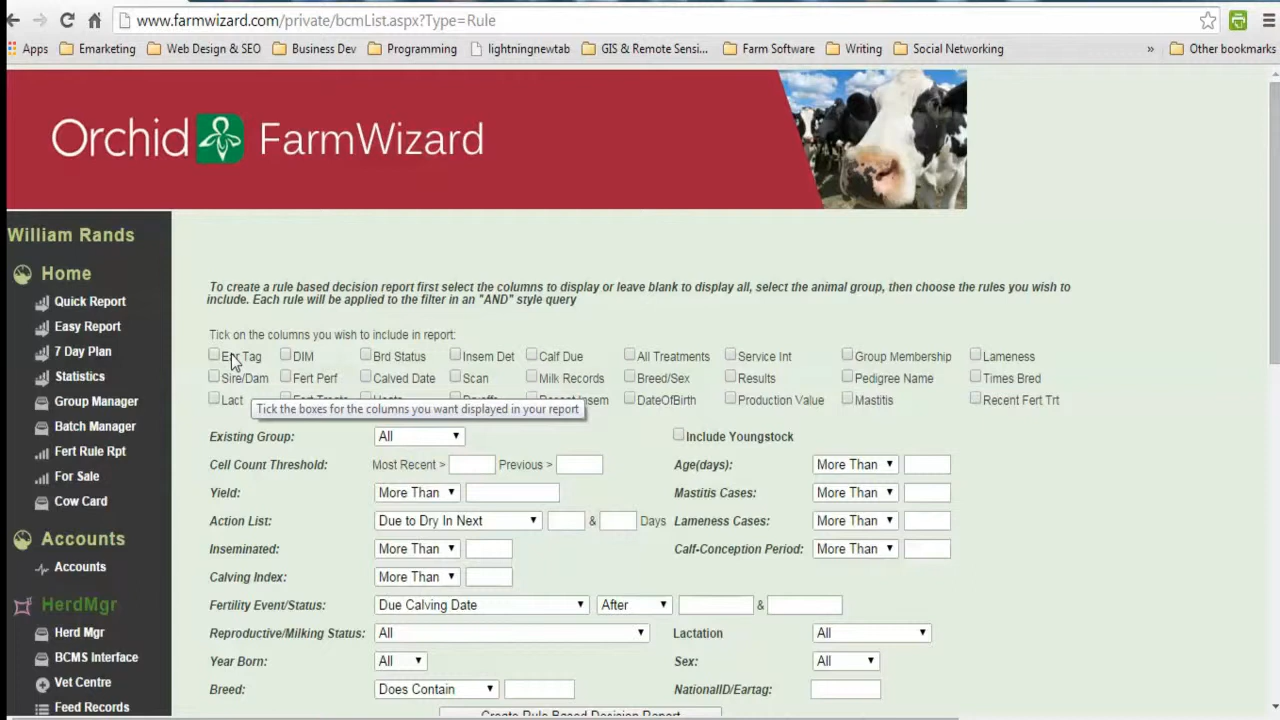 www.farmwizard.com/private/bcmList.aspx?Type=Rule
Apps Emarketing Web Design & SEO Business Dev Programming lightningnewtab GIS & Remote Sensi... Farm Software Writing Social Networking » Other bookmarks
Orchid FarmWizard
William Rands
Home
Quick Report
Easy Report
7 Day Plan
Statistics
Group Manager
Batch Manager
Fert Rule Rpt
For Sale
Cow Card
Accounts
Accounts
HerdMgr
Herd Mgr
BCMS Interface
Vet Centre
Feed Records
To create a rule based decision report first select the columns to display or leave blank to display all, select the animal group, then choose the rules you wish to
include. Each rule will be applied to the filter in an "AND" style query
Tick on the columns you wish to include in report:
Tag DIM Brd Status Insem Det Calf Due All Treatments Service Int Group Membership Lameness
Sire/Dam Fert Perf Calved Date Scan Milk Records Breed/Sex Results Pedigree Name Times Bred
Lact Insem DateOfBirth Production Value Mastitis Recent Fert Trt
Tick the boxes for the columns you want displayed in your report
Existing Group: All Include Youngstock
Cell Count Threshold: Most Recent > Previous > Age(days): More Than
Yield: More Than Mastitis Cases: More Than
Action List: Due to Dry In Next & Days Lameness Cases: More Than
Inseminated: More Than Calf-Conception Period: More Than
Calving Index: More Than
Fertility Event/Status: Due Calving Date After &
Reproductive/Milking Status: All Lactation All
Year Born: All Sex: All
Breed: Does Contain NationalID/Eartag:
Create Rule Based Decision Report